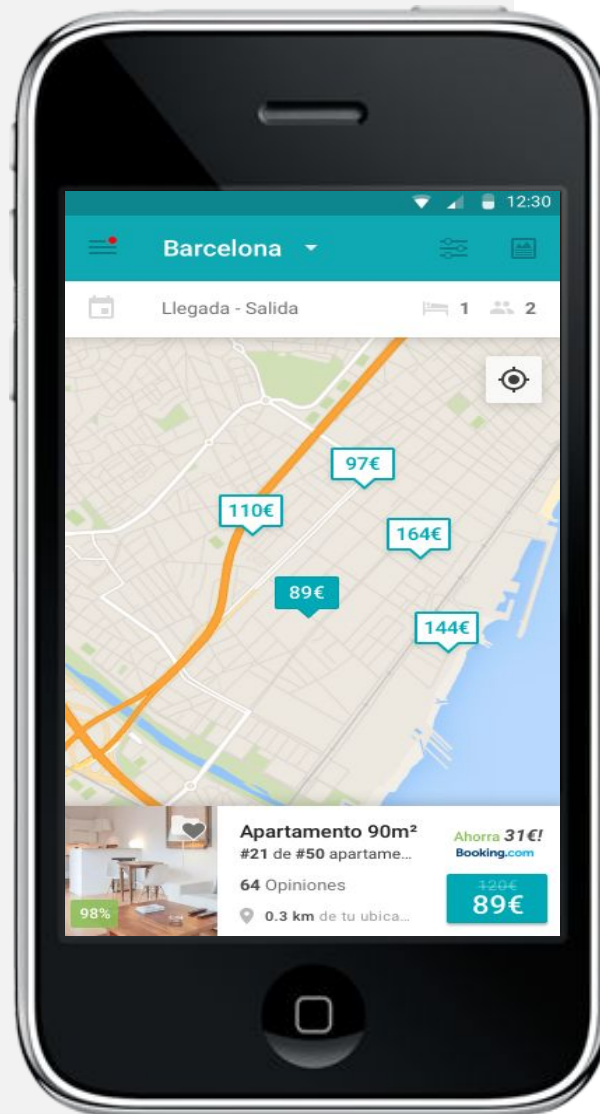 12:30
Barcelona
Llegada - Salida 1 2
97€
110€
164€
89€
144€
Apartamento 90m²
#21 de #50 apartame...
64 Opiniones
0.3 km de tu ubica...
98%
Ahorra 31€!
Booking.com
120€
89€